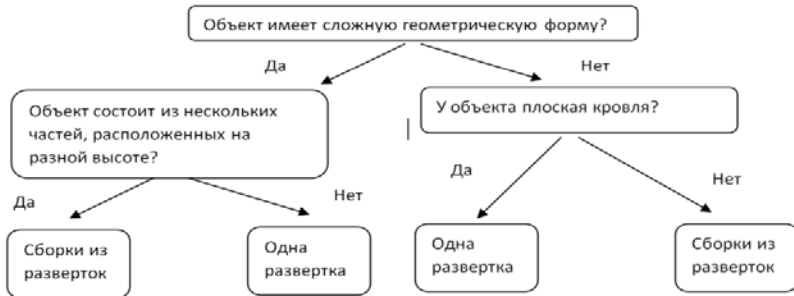 Объект имеет сложную геометрическую форму?
Да
Нет
Объект состоит из нескольких
частей, расположенных на
разной высоте?
У объекта плоская кровля?
Да
Нет
Да
Нет
Сборки из
разверток
Одна
развертка
Одна
развертка
Сборки из
разверток